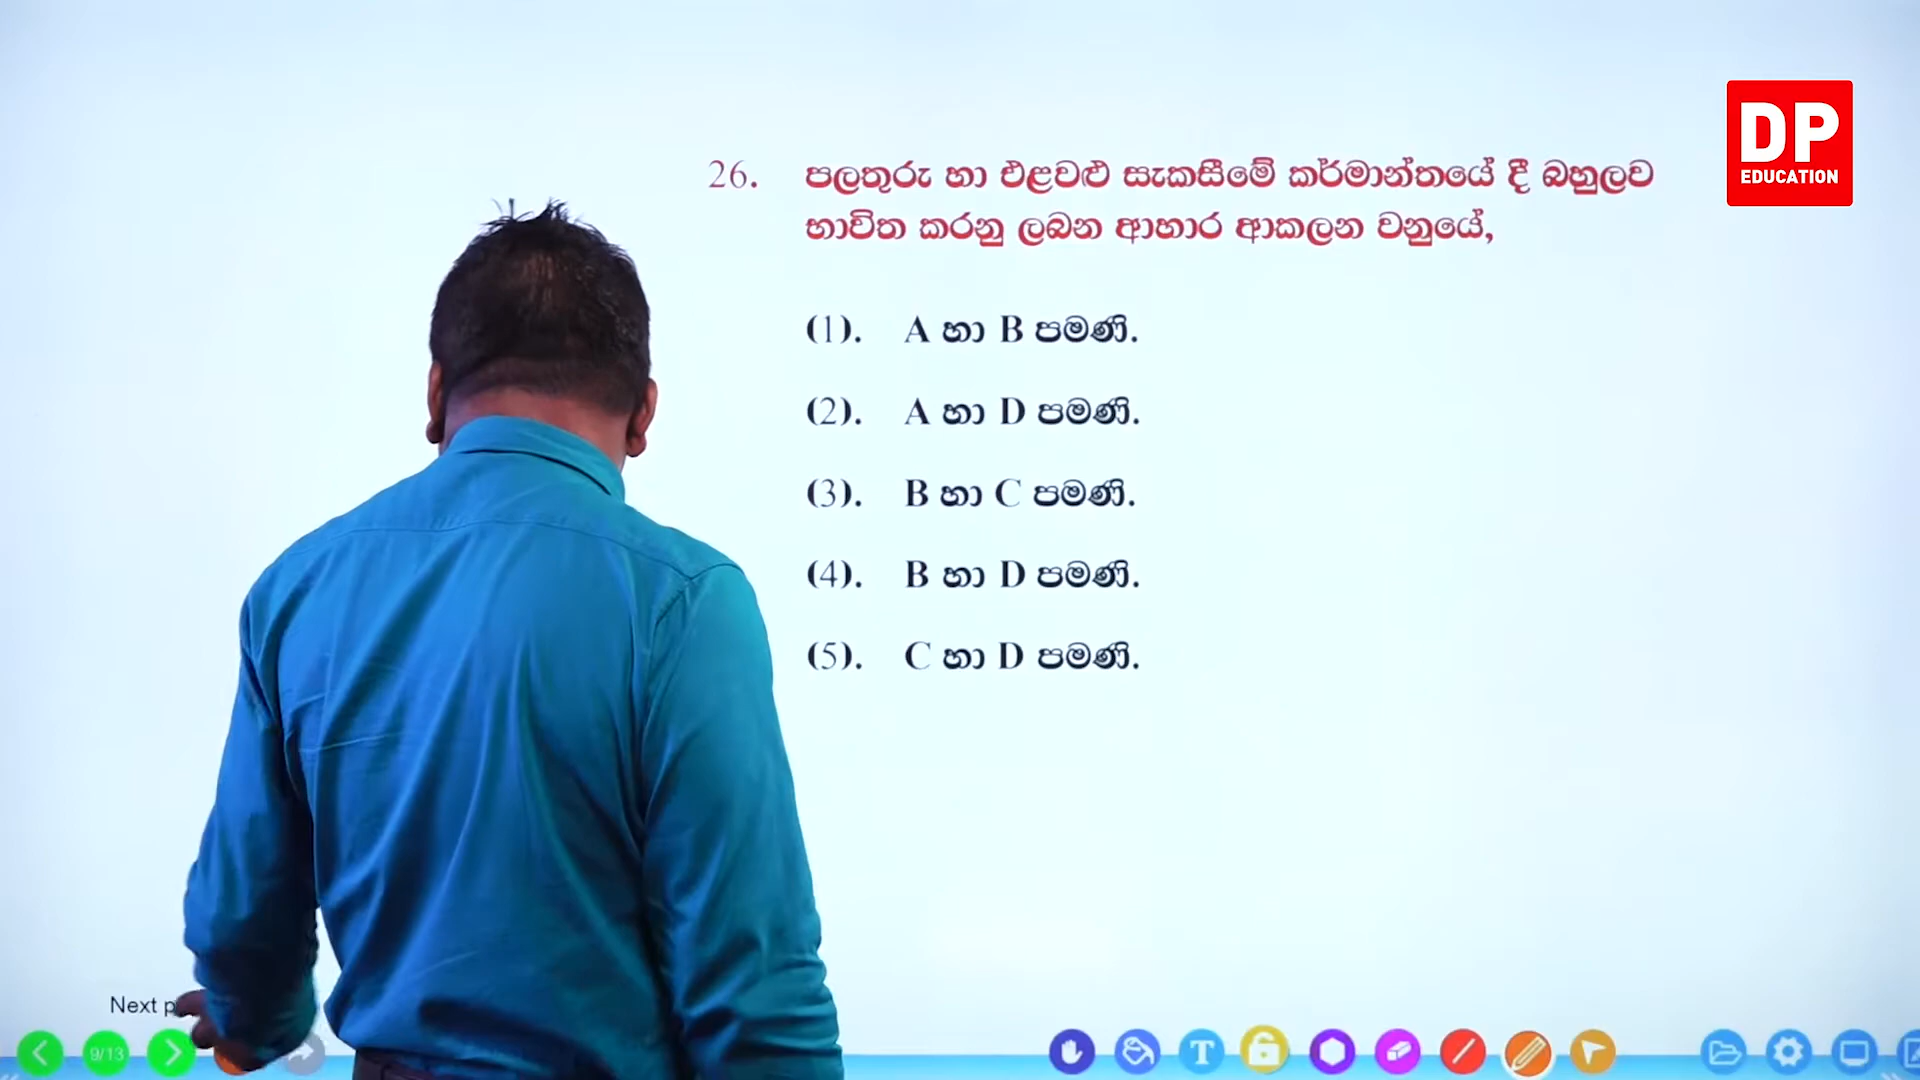 DP
EDUCATION
26. පලතුරු හා එළවළු සැකසීමේ කර්මාන්තයේ දී බහුලව
භාවිත කරනු ලබන ආහාර ආකලන වනුයේ,
(1). A හා B පමණි.
(2). A හා D පමණි.
(3). B හා C පමණි.
(4). B හා D පමණි.
(5). C හා D පමණි.
Next
9/13
T